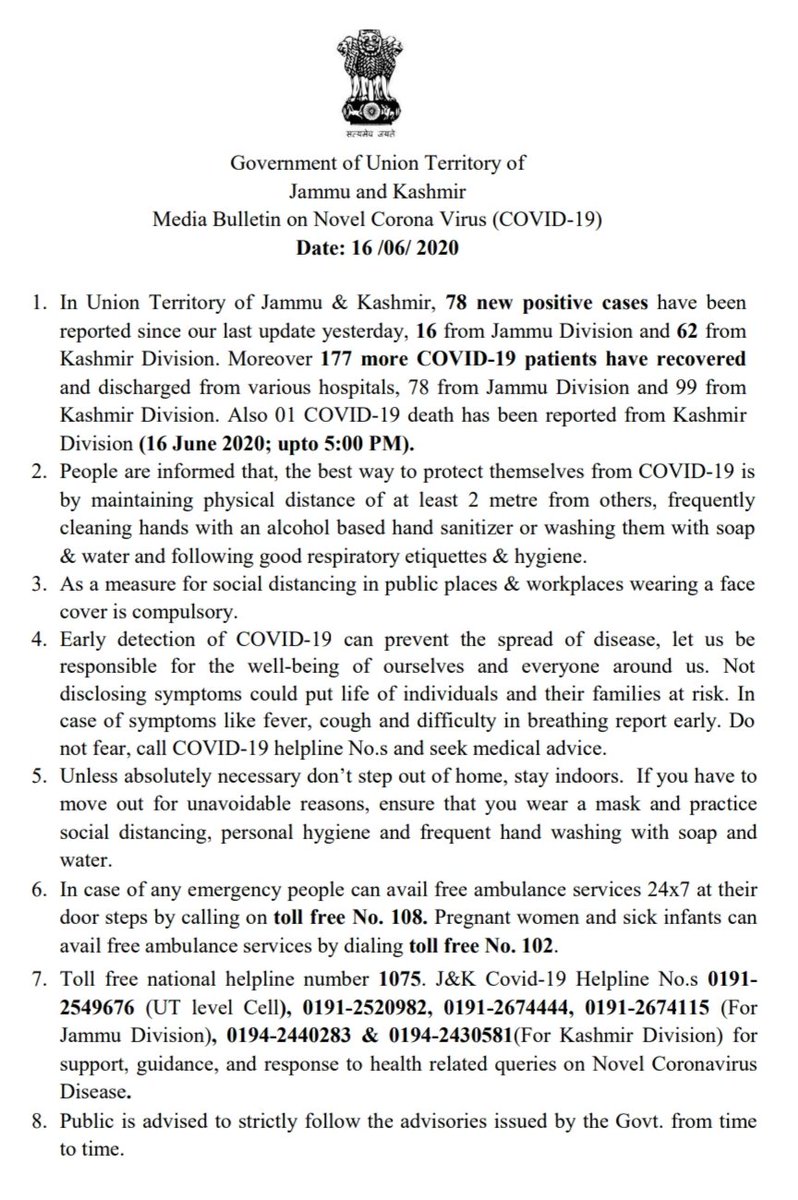 सत्यमेव जयते
Government of Union Territory of
Jammu and Kashmir
Media Bulletin on Novel Corona Virus (COVID-19)
Date: 16 /06/ 2020
1. In Union Territory of Jammu & Kashmir, 78 new positive cases have been
reported since our last update yesterday, 16 from Jammu Division and 62 from
Kashmir Division. Moreover 177 more COVID-19 patients have recovered
and discharged from various hospitals, 78 from Jammu Division and 99 from
Kashmir Division. Also 01 COVID-19 death has been reported from Kashmir
Division (16 June 2020; upto 5:00 PM).
2. People are informed that, the best way to protect themselves from COVID-19 is
by maintaining physical distance of at least 2 metre from others, frequently
cleaning hands with an alcohol based hand sanitizer or washing them with soap
& water and following good respiratory etiquettes & hygiene.
3. As a measure for social distancing in public places & workplaces wearing a face
cover is compulsory.
4. Early detection of COVID-19 can prevent the spread of disease, let us be
responsible for the well-being of ourselves and everyone around us. Not
disclosing symptoms could put life of individuals and their families at risk. In
case of symptoms like fever, cough and difficulty in breathing report early. Do
not fear, call COVID-19 helpline No.s and seek medical advice.
5. Unless absolutely necessary don’t step out of home, stay indoors. If you have to
move out for unavoidable reasons, ensure that you wear a mask and practice
social distancing, personal hygiene and frequent hand washing with soap and
water.
6. In case of any emergency people can avail free ambulance services 24x7 at their
door steps by calling on toll free No. 108. Pregnant women and sick infants can
avail free ambulance services by dialing toll free No. 102.
7. Toll free national helpline number 1075. J&K Covid-19 Helpline No.s 0191-
2549676 (UT level Cell), 0191-2520982, 0191-2674444, 0191-2674115 (For
Jammu Division), 0194-2440283 & 0194-2430581(For Kashmir Division) for
support, guidance, and response to health related queries on Novel Coronavirus
Disease.
8. Public is advised to strictly follow the advisories issued by the Govt. from time
to time.